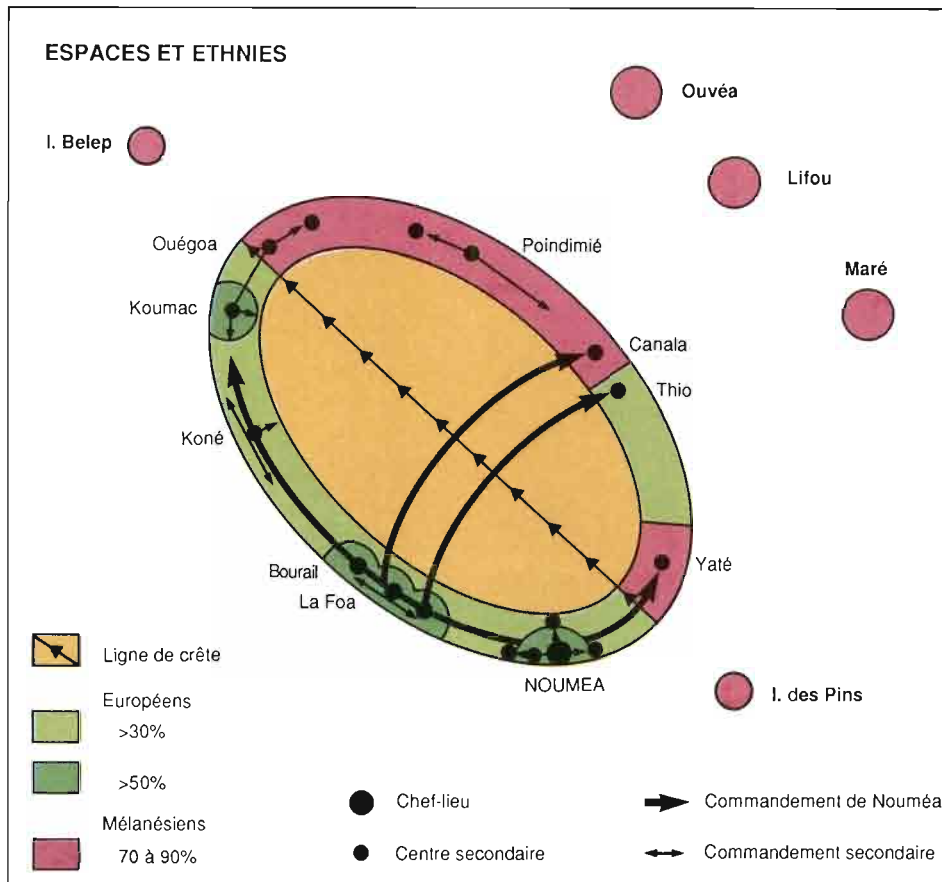 ESPACES ET ETHNIES
Ouvéa
I. Belep
Lifou
Ouégoa
Poindimié
Maré
Koumac
Canala
Thio
Koné
Bourail
Yaté
La Foa
NOUMEA
I. des Pins
Ligne de crête
Européens
>30%
>50%
Mélanésiens
70 à 90%
Chef-lieu
Centre secondaire
Commandement de Nouméa
Commandement secondaire